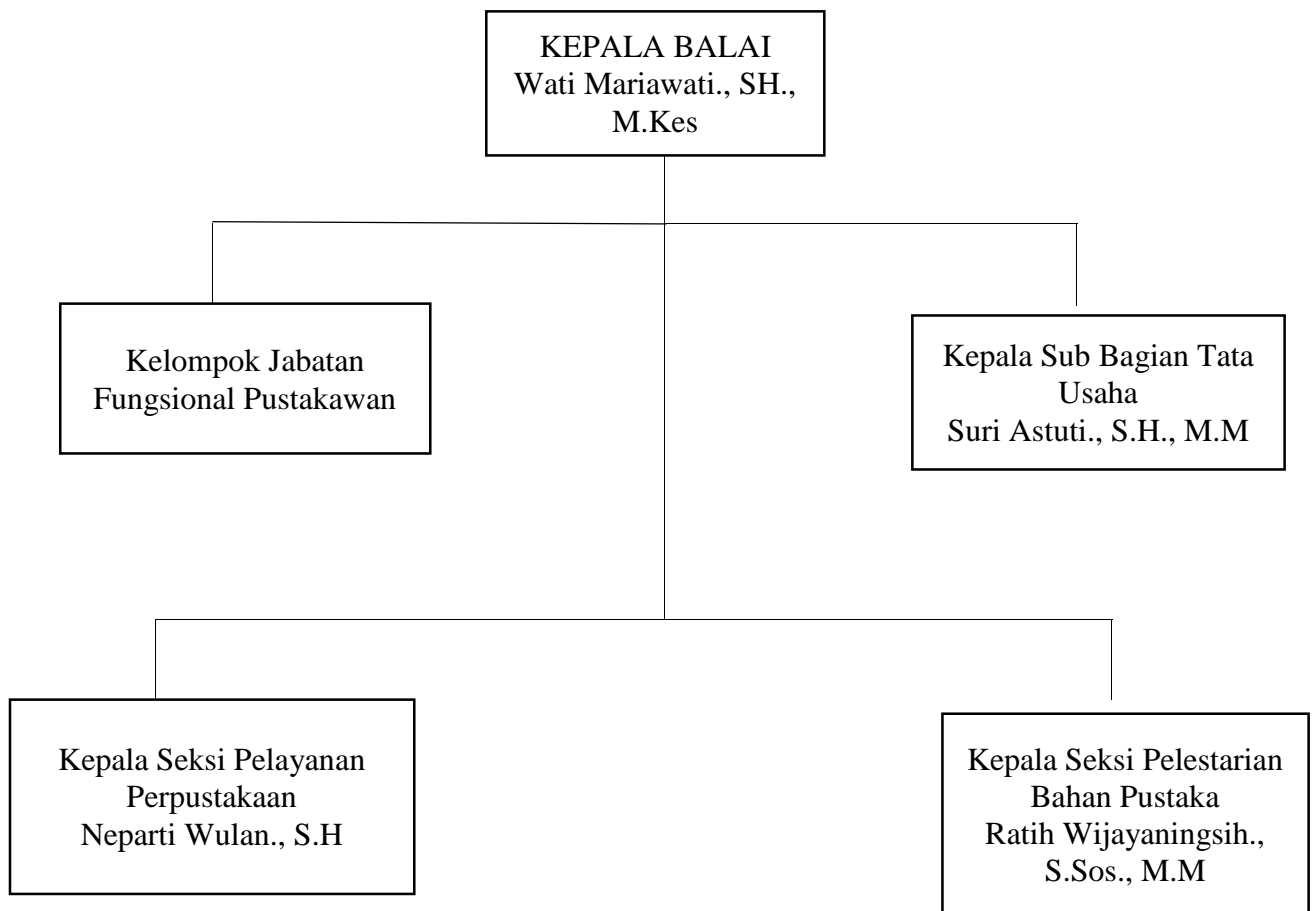 KEPALA BALAI
Wati Mariawati., SH.,
M.Kes
Kelompok Jabatan
Fungsional Pustakawan
Kepala Sub Bagian Tata
Usaha
Suri Astuti., S.H., M.M
Kepala Seksi Pelayanan
Perpustakaan
Neparti Wulan., S.H
Kepala Seksi Pelestarian
Bahan Pustaka
Ratih Wijayaningsih.,
S.Sos., M.M